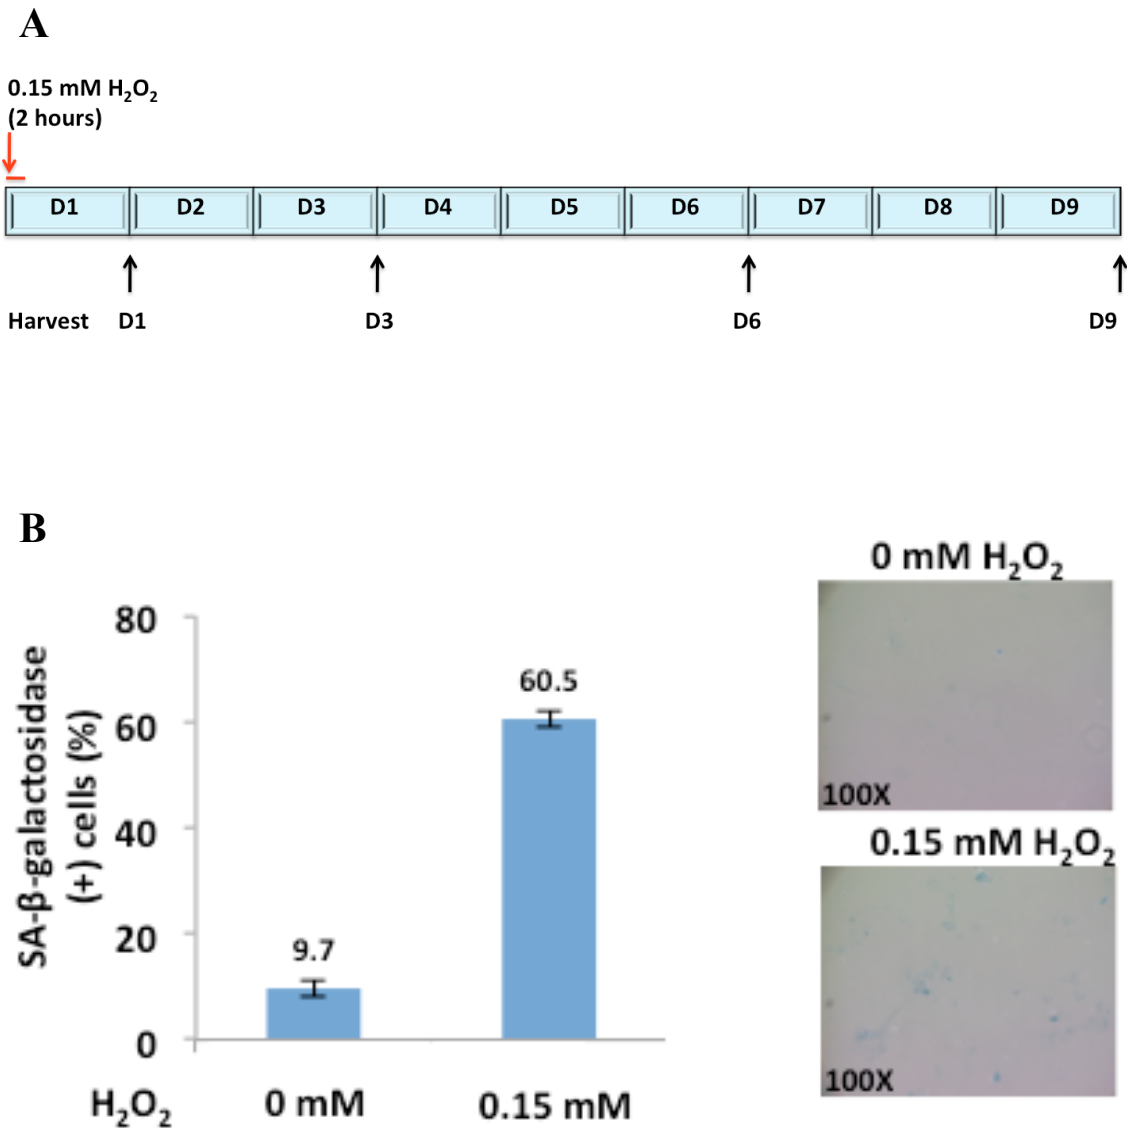 A
0.15 mM H₂O₂
(2 hours)
D1 D2 D3 D4 D5 D6 D7 D8 D9
Harvest D1 D3 D6 D9
B
SA-β-galactosidase
(+) cells (%)
80
60
40
20
0
9.7
60.5
H₂O₂ 0 mM 0.15 mM
0 mM H₂O₂
100X
0.15 mM H₂O₂
100X